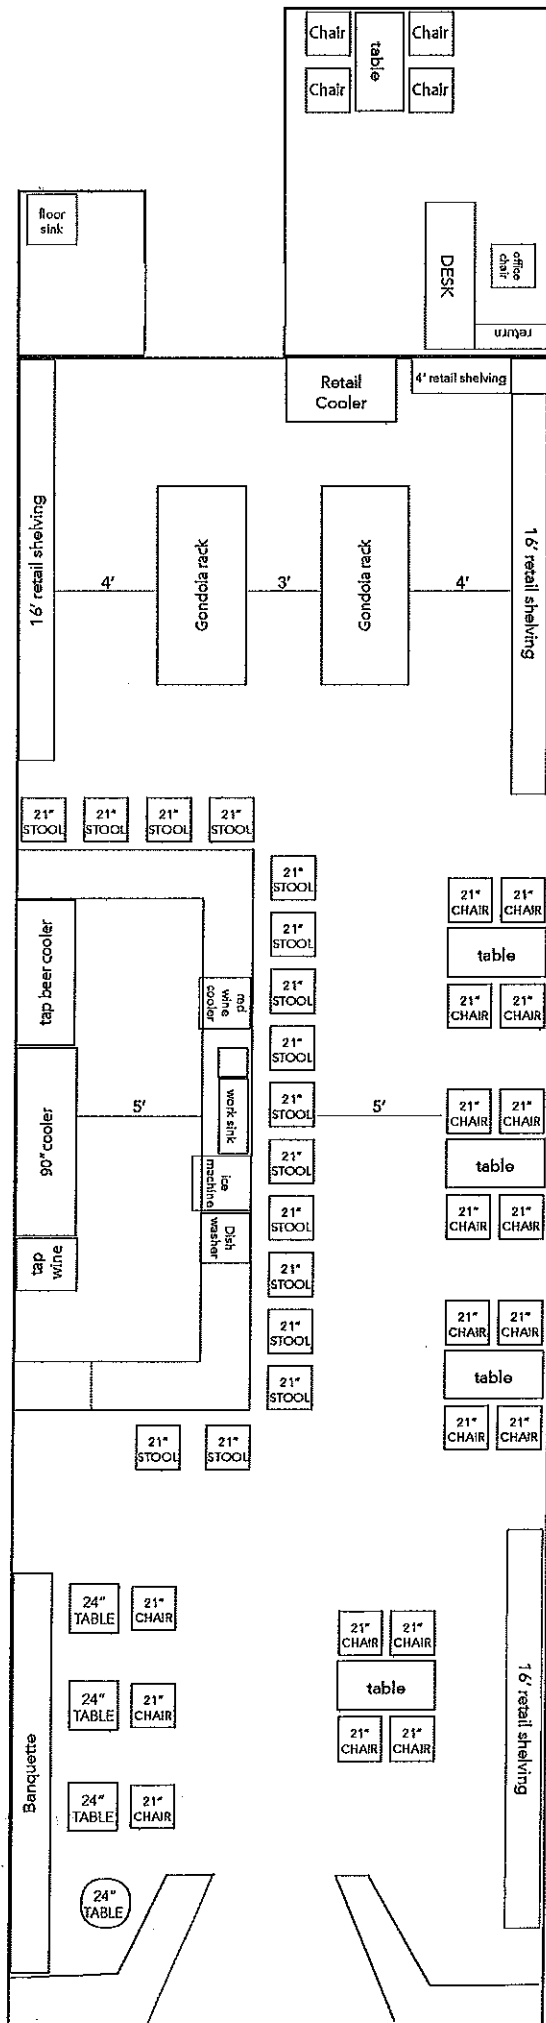 Chair
table
Chair
Chair
Chair
floor
sink
DESK
office
chair
return
Retail
Cooler
4' retail shelving
16' retail shelving
4'
Gondola rack
3'
Gondola rack
4'
16' retail shelving
21"
STOOL
21"
STOOL
21"
STOOL
21"
STOOL
21"
STOOL
21"
CHAIR
21"
CHAIR
tap beer cooler
21"
STOOL
table
red
wine
cooler
21"
STOOL
21"
CHAIR
21"
CHAIR
21"
STOOL
90" cooler
5'
work sink
21"
STOOL
5'
21"
CHAIR
21"
CHAIR
ice
machine
21"
STOOL
table
tap
wine
Dish
washer
21"
STOOL
21"
CHAIR
21"
CHAIR
21"
STOOL
21"
STOOL
21"
CHAIR
21"
CHAIR
21"
STOOL
table
21"
STOOL
21"
STOOL
21"
CHAIR
21"
CHAIR
Banquette
24"
TABLE
21"
CHAIR
21"
CHAIR
21"
CHAIR
16' retail shelving
24"
TABLE
21"
CHAIR
table
21"
CHAIR
21"
CHAIR
24"
TABLE
21"
CHAIR
24"
TABLE